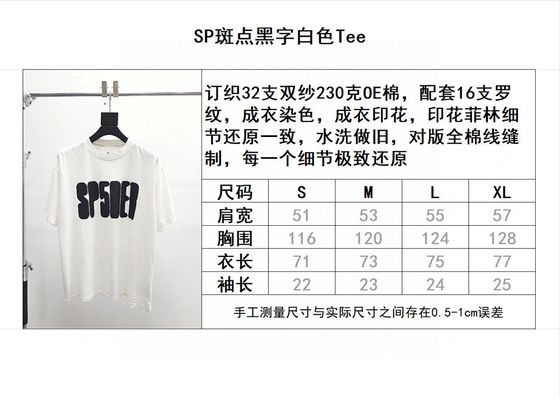 SP斑点黑字白色Tee
订织32支双纱230克OE棉，配套16支罗
纹，成衣染色，成衣印花，印花菲林细
节还原一致，水洗做旧，对版全棉线缝
制，每一个细节极致还原
SP5DER
尺码 S M L XL
肩宽 51 53 55 57
胸围 116 120 124 128
衣长 71 73 75 77
袖长 22 23 24 25
手工测量尺寸与实际尺寸之间存在0.5-1cm误差